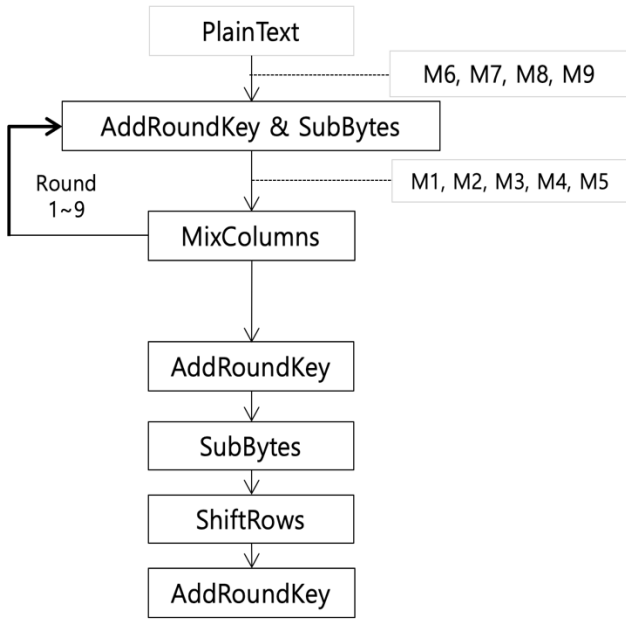 PlainText
M6, M7, M8, M9
AddRoundKey & SubBytes
Round
1~9
M1, M2, M3, M4, M5
MixColumns
AddRoundKey
SubBytes
ShiftRows
AddRoundKey